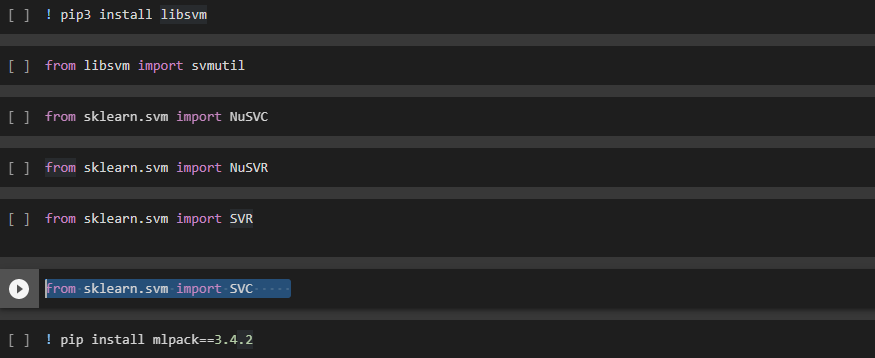 [ ] ! pip3 install libsvm
[ ] from libsvm import svmutil
[ ] from sklearn.svm import NuSVC
[ ] from sklearn.svm import NuSVR
[ ] from sklearn.svm import SVR
from sklearn.svm import SVC
[ ] ! pip install mlpack==3.4.2